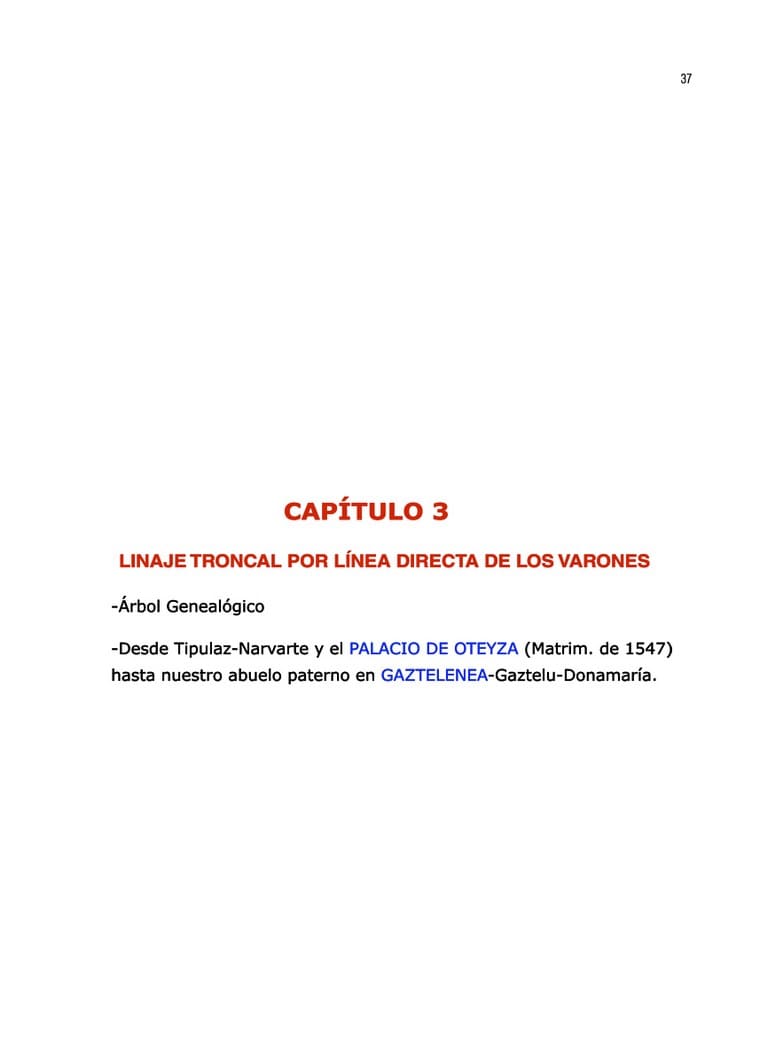 37
CAPÍTULO 3
LINAJE TRONCAL POR LÍNEA DIRECTA DE LOS VARONES
-Árbol Genealógico
-Desde Tipulaz-Narvarte y el PALACIO DE OTEYZA (Matrim. de 1547)
hasta nuestro abuelo paterno en GAZTELENEA-Gaztelu-Donamaría.